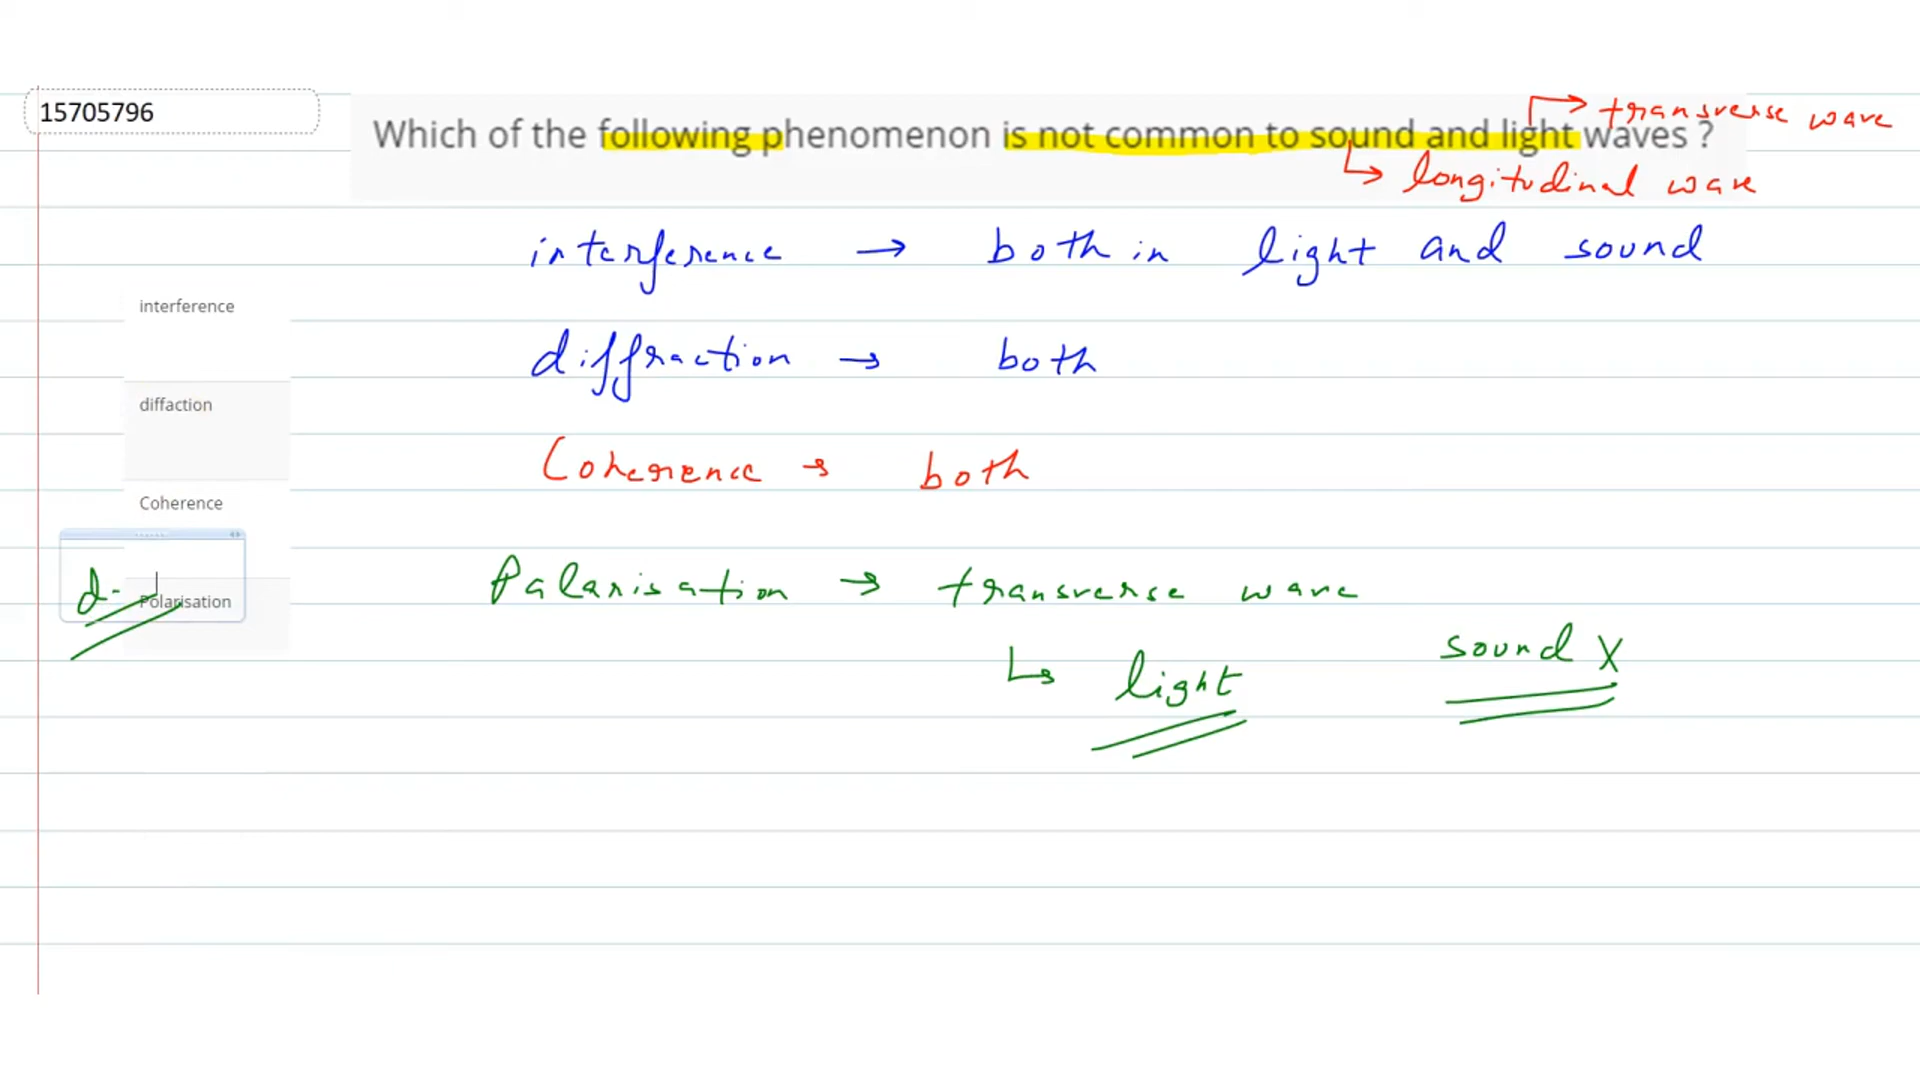 15705796
Which of the following phenomenon is not common to sound and light waves ?
transverse wave
longitudinal wave
interference → both in light and sound
interference
diffraction → both
diffaction
Coherence → both
Coherence
d.
Polarisation
Palarisation → transverse wave
light
sound X